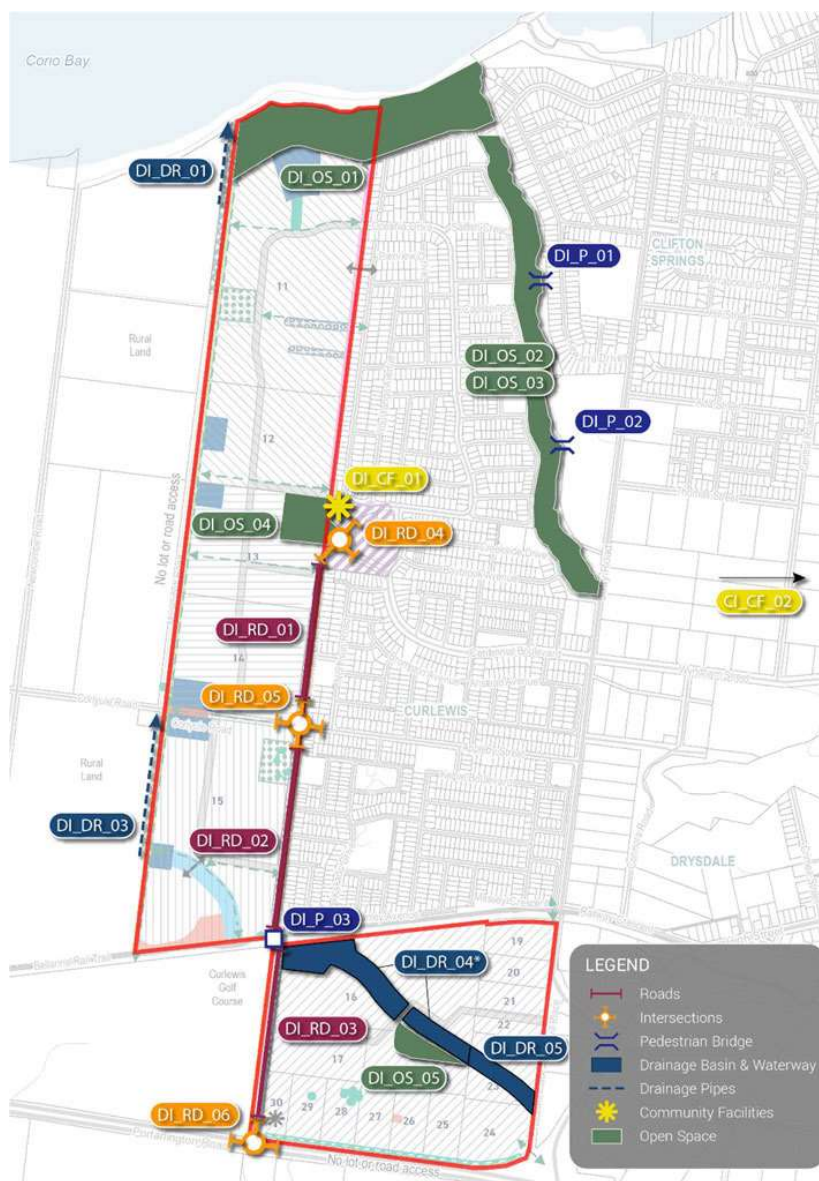 Corio Bay
DI_DR_01
DI_OS_01
CLIFTON
SPRINGS
DI_P_01
11
Rural
Land
DI_OS_02
DI_OS_03
DI_P_02
12
No lot or road access
DI_CF_01
DI_OS_04
DI_RD_04
13
CI_CF_02
DI_RD_01
14
DI_RD_05
CURLEWIS
Rural
Land
15
DI_DR_03
DI_RD_02
DRYSDALE
DI_P_03
Curlewis
Golf
Course
DI_DR_04*
19
20
21
22
16
DI_RD_03
17
DI_OS_05
DI_DR_05
23
DI_RD_06
30
29
28
27
26
25
24
Portarlington Road
No lot or road access
LEGEND
Roads
Intersections
Pedestrian Bridge
Drainage Basin & Waterway
Drainage Pipes
Community Facilities
Open Space